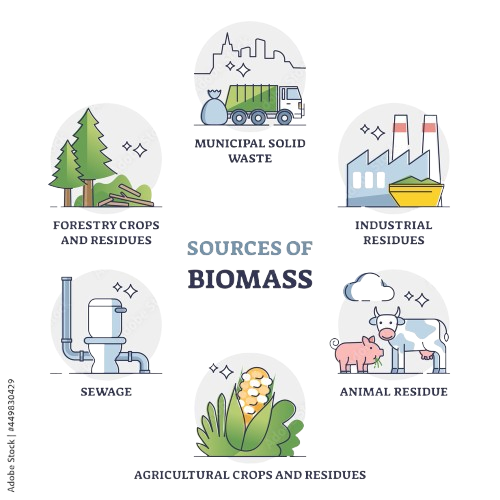 MUNICIPAL SOLID
WASTE
FORESTRY CROPS
AND RESIDUES
INDUSTRIAL
RESIDUES
SOURCES OF
BIOMASS
SEWAGE
ANIMAL RESIDUE
AGRICULTURAL CROPS AND RESIDUES
Adobe Stock | #449830429